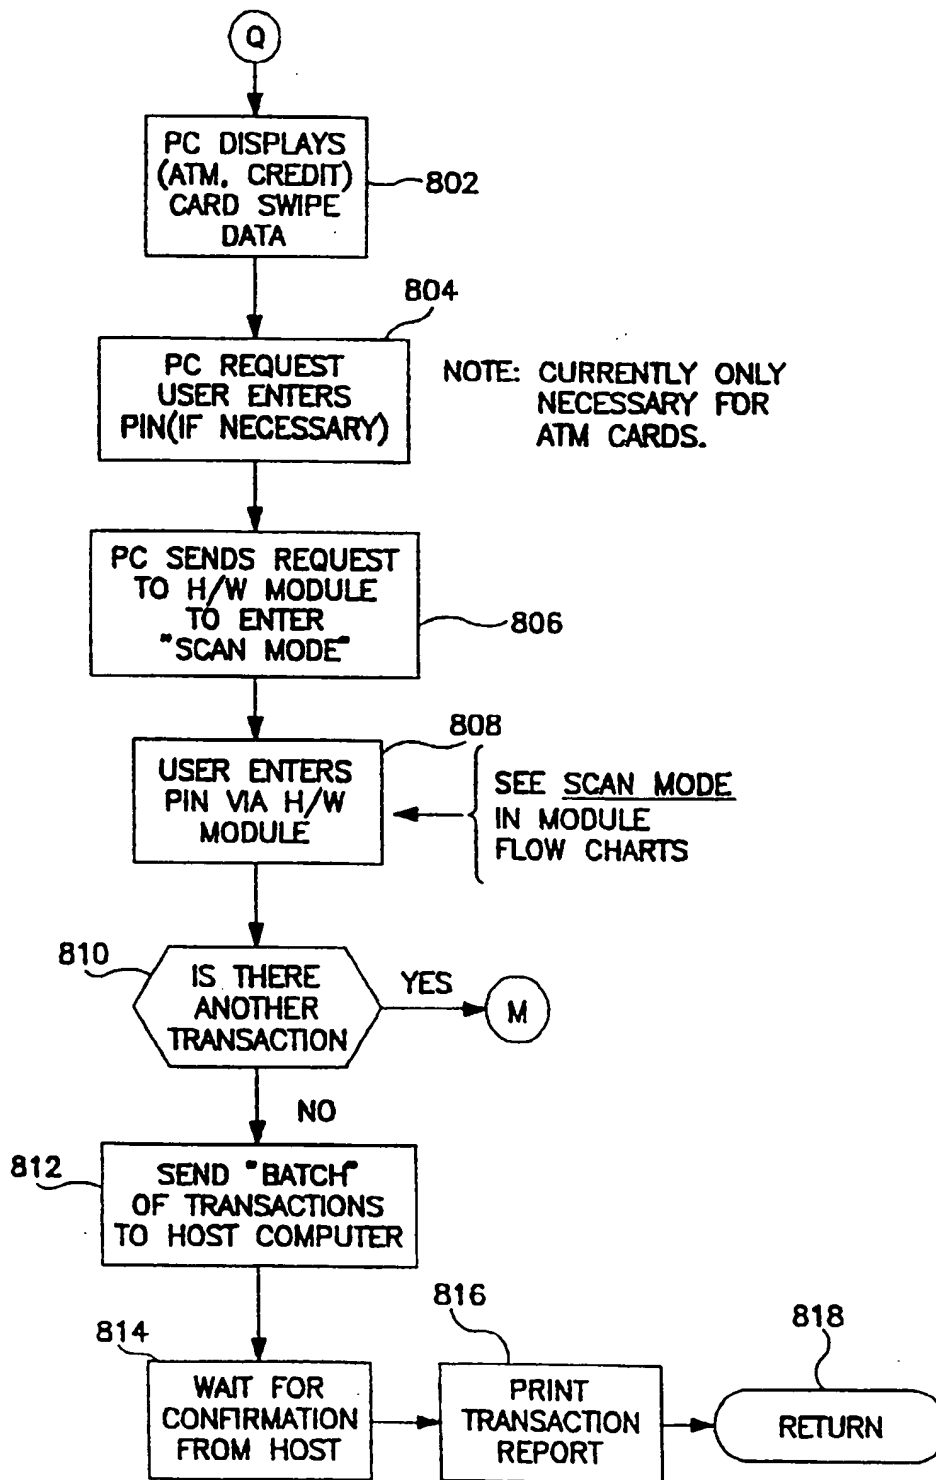 Q
PC DISPLAYS
(ATM, CREDIT)
CARD SWIPE
DATA
802
804
PC REQUEST
USER ENTERS
PIN(IF NECESSARY)
NOTE: CURRENTLY ONLY
NECESSARY FOR
ATM CARDS.
PC SENDS REQUEST
TO H/W MODULE
TO ENTER
"SCAN MODE"
806
808
USER ENTERS
PIN VIA H/W
MODULE
SEE SCAN MODE
IN MODULE
FLOW CHARTS
810
IS THERE
ANOTHER
TRANSACTION
YES
M
NO
812
SEND "BATCH"
OF TRANSACTIONS
TO HOST COMPUTER
814
WAIT FOR
CONFIRMATION
FROM HOST
816
PRINT
TRANSACTION
REPORT
818
RETURN